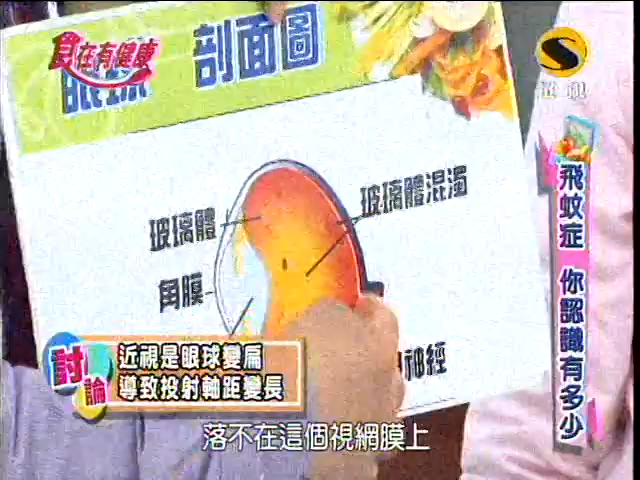 食在有健康
眼球 剖面圖
玻璃體
玻璃體混濁
角膜
神經
飛蚊症 你認識有多少
討論
近視是眼球變扁
導致投射軸距變長
落不在這個視網膜上